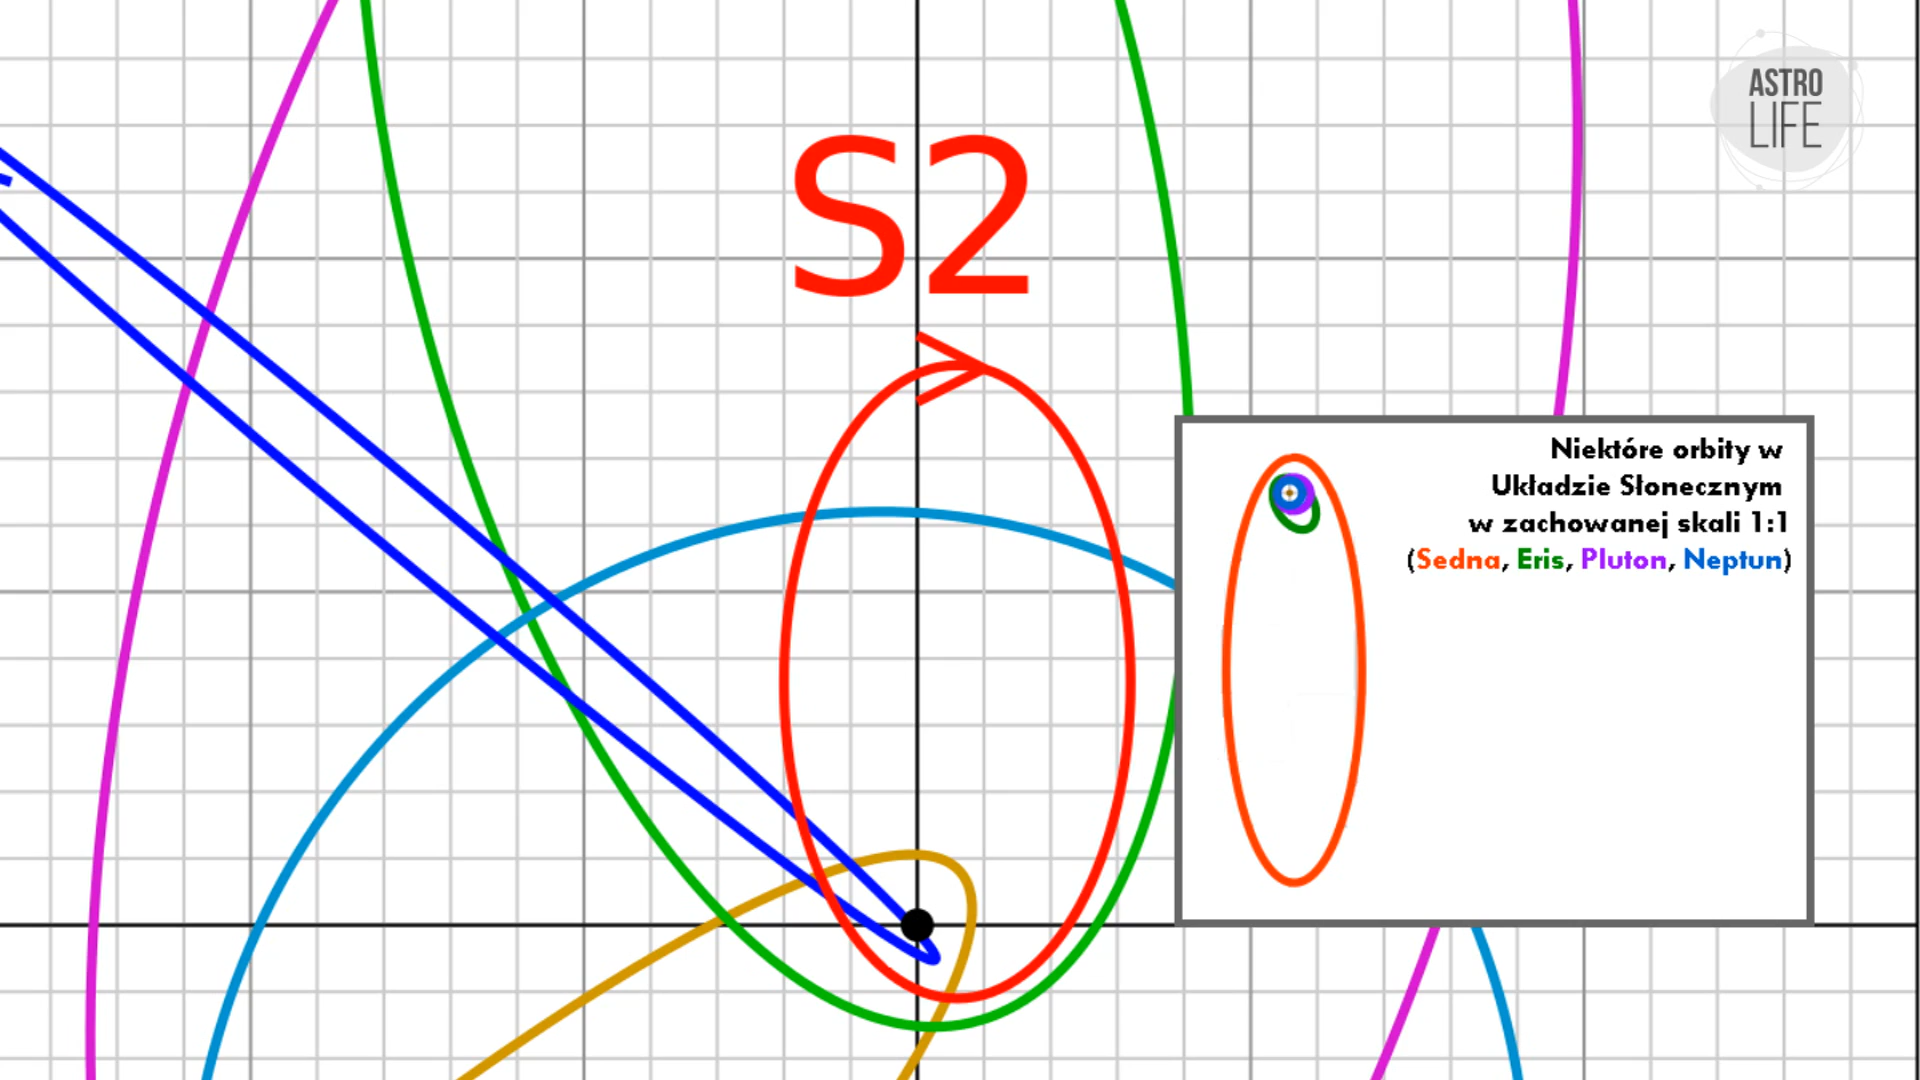 ASTRO
LIFE
S2
Niektóre orbity w
Układzie Słonecznym
w zachowanej skali 1:1
(Sedna, Eris, Pluton, Neptun)